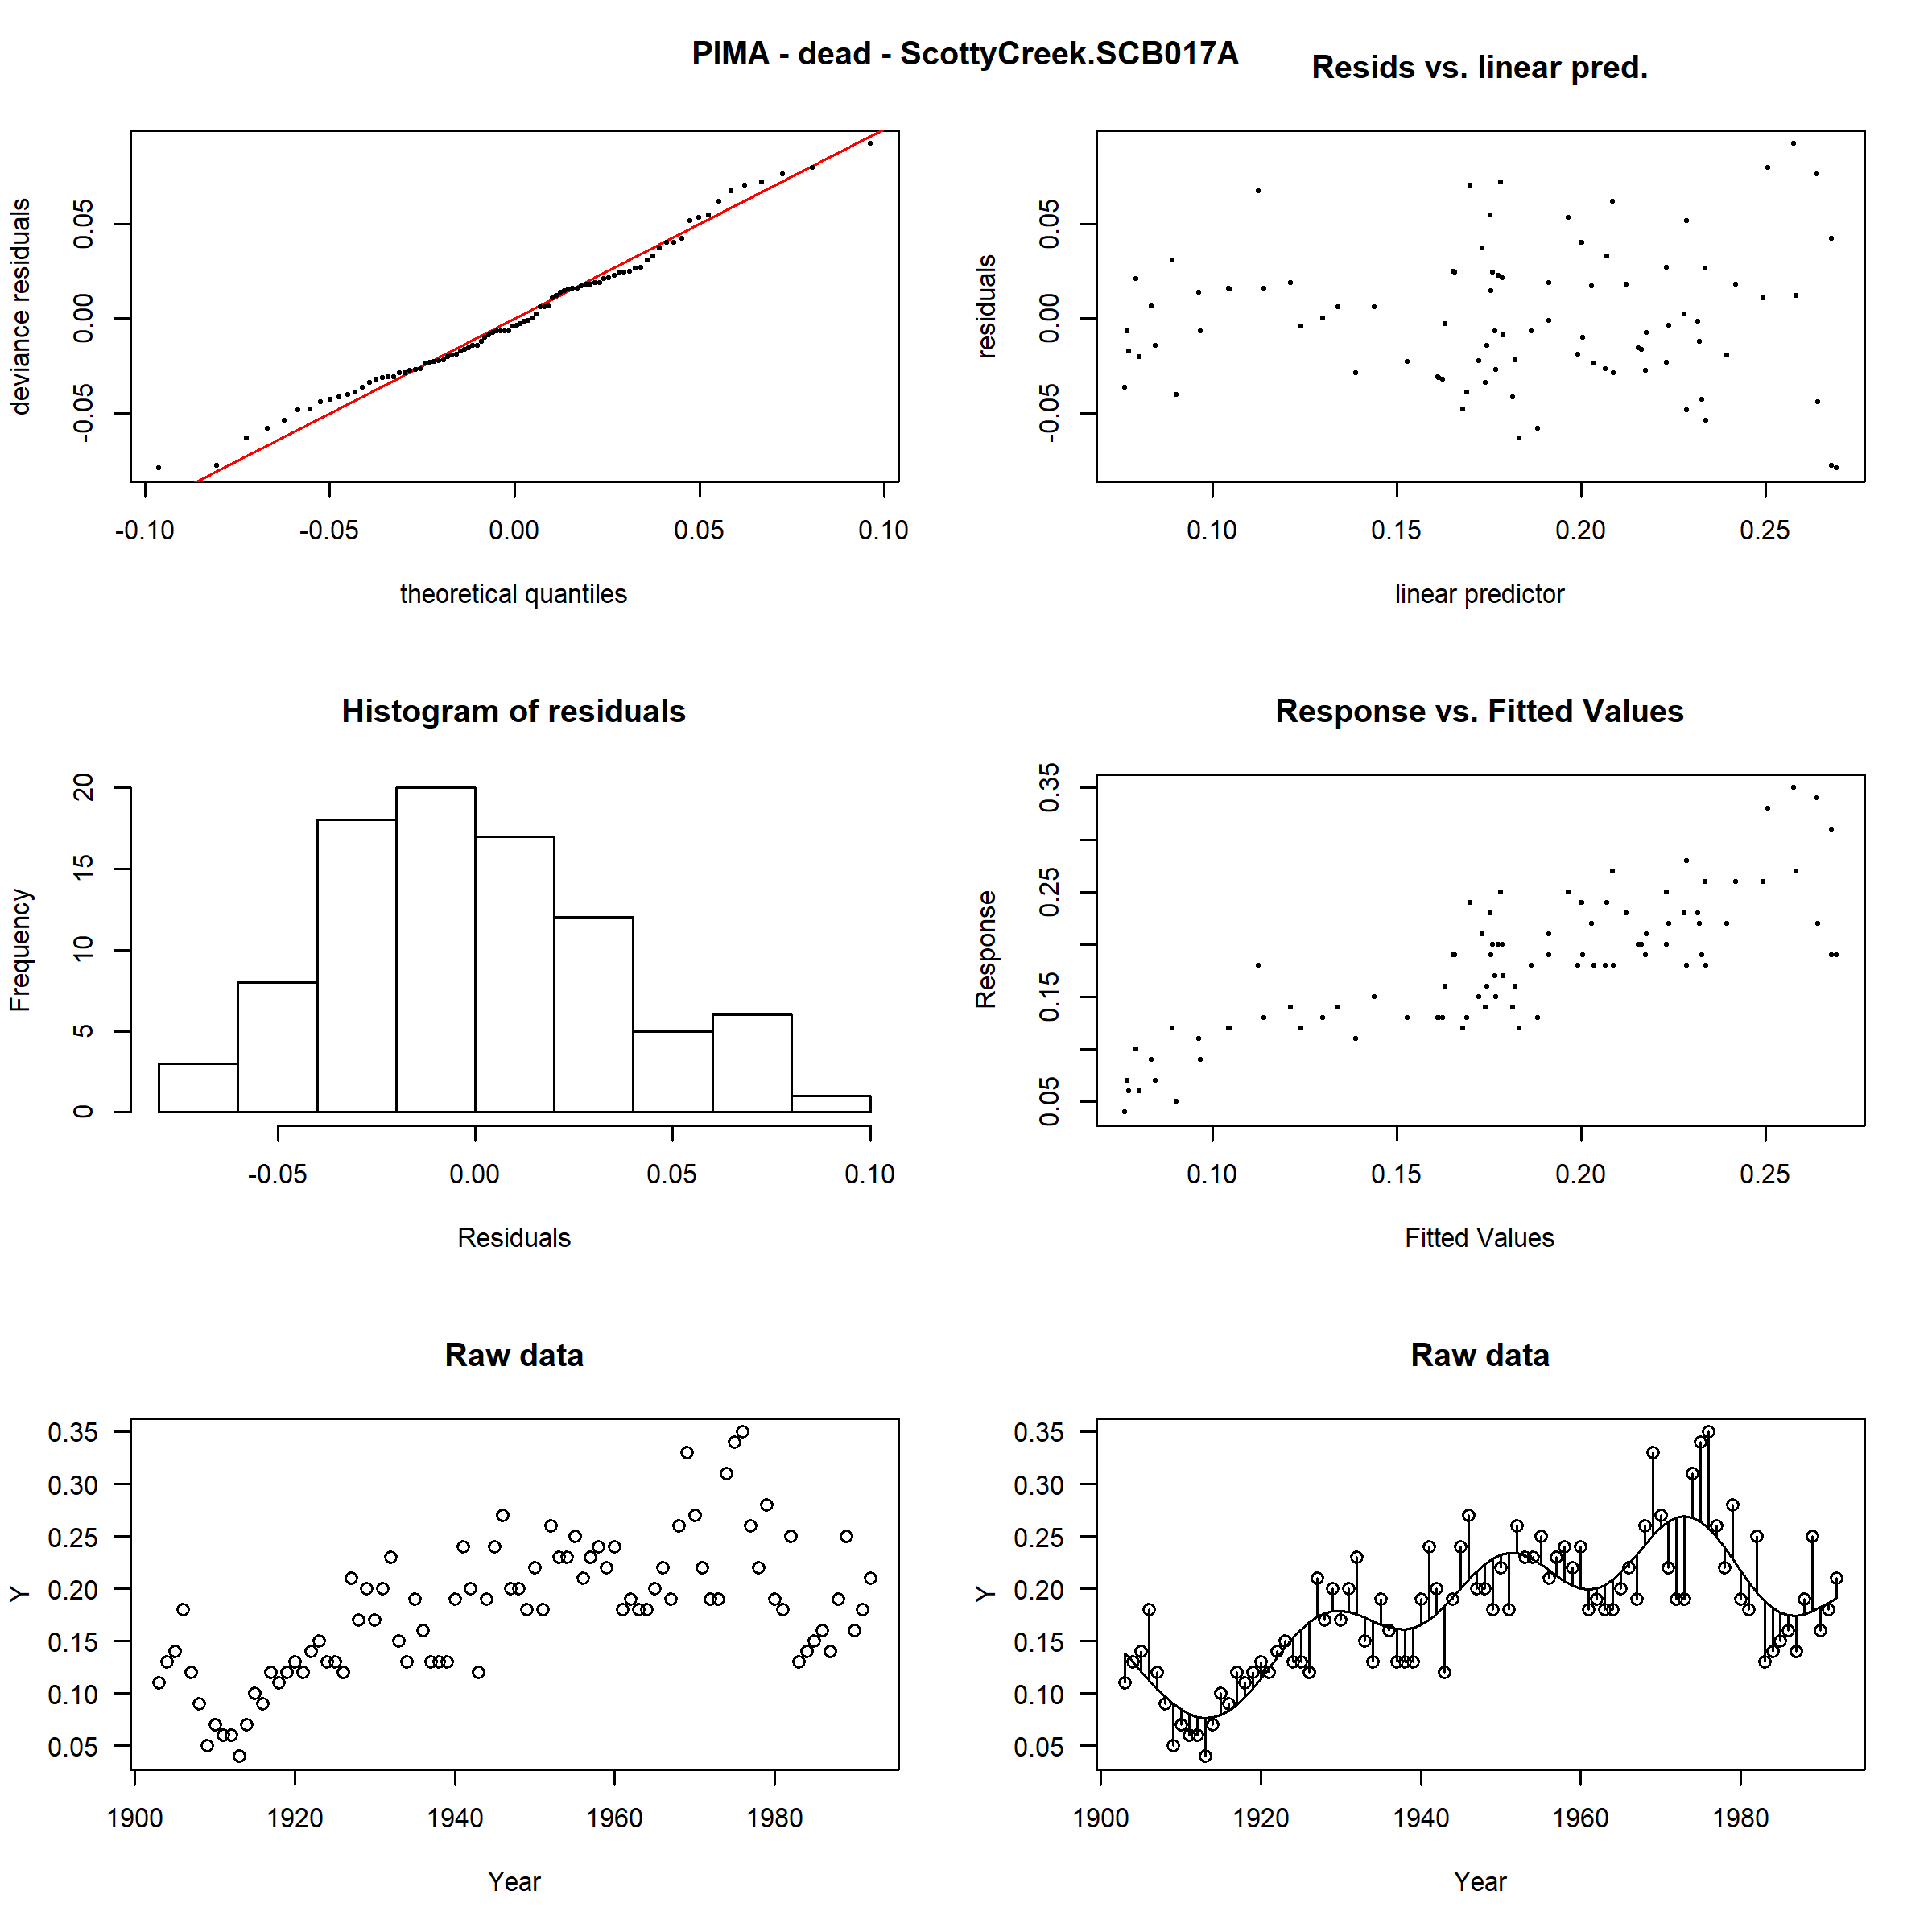 PIMA - dead - ScottyCreek.SCB017A
deviance residuals
-0.05 0.00 0.05
-0.10 -0.05 0.00 0.05 0.10
theoretical quantiles
Resids vs. linear pred.
residuals
-0.05 0.00 0.05
0.10 0.15 0.20 0.25
linear predictor
Histogram of residuals
Frequency
0 5 10 15 20
-0.05 0.00 0.05 0.10
Residuals
Response vs. Fitted Values
Response
0.05 0.15 0.25 0.35
0.10 0.15 0.20 0.25
Fitted Values
Raw data
Y
0.35
0.30
0.25
0.20
0.15
0.10
0.05
1900 1920 1940 1960 1980
Year
Raw data
Y
0.35
0.30
0.25
0.20
0.15
0.10
0.05
1900 1920 1940 1960 1980
Year